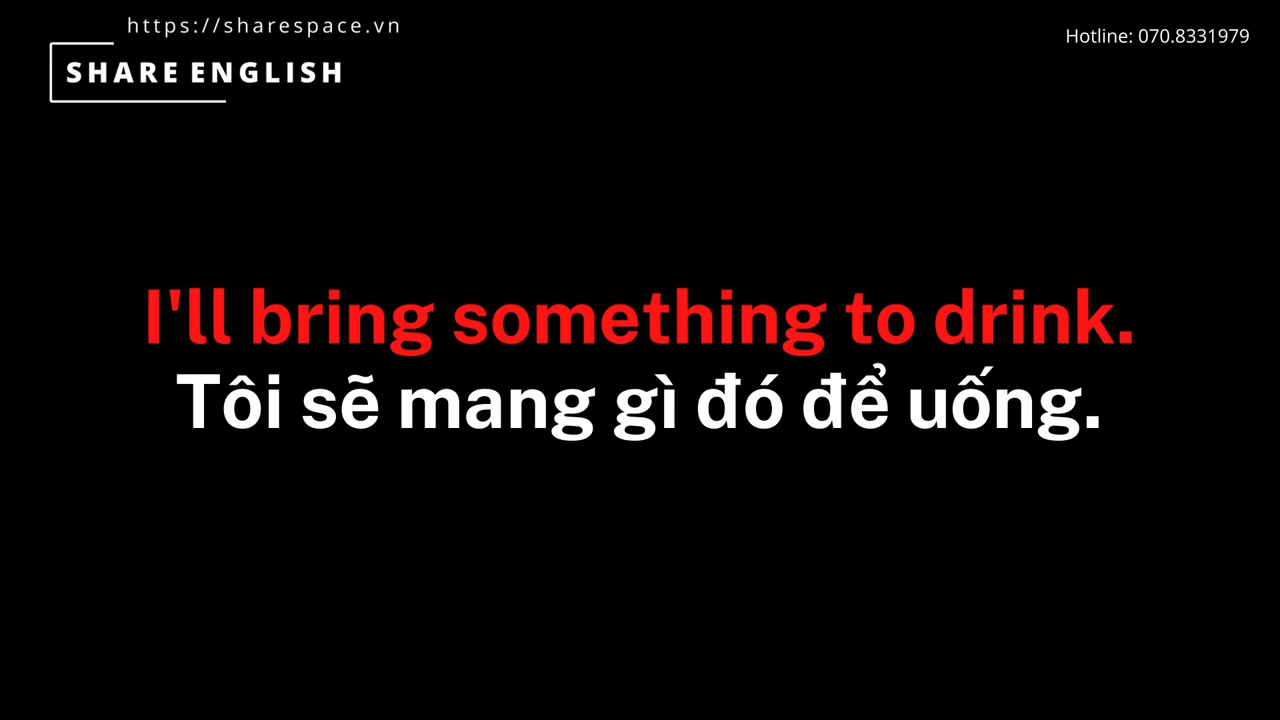 https://sharespace.vn
SHARE ENGLISH
Hotline: 070.8331979
I'll bring something to drink.
Tôi sẽ mang gì đó để uống.